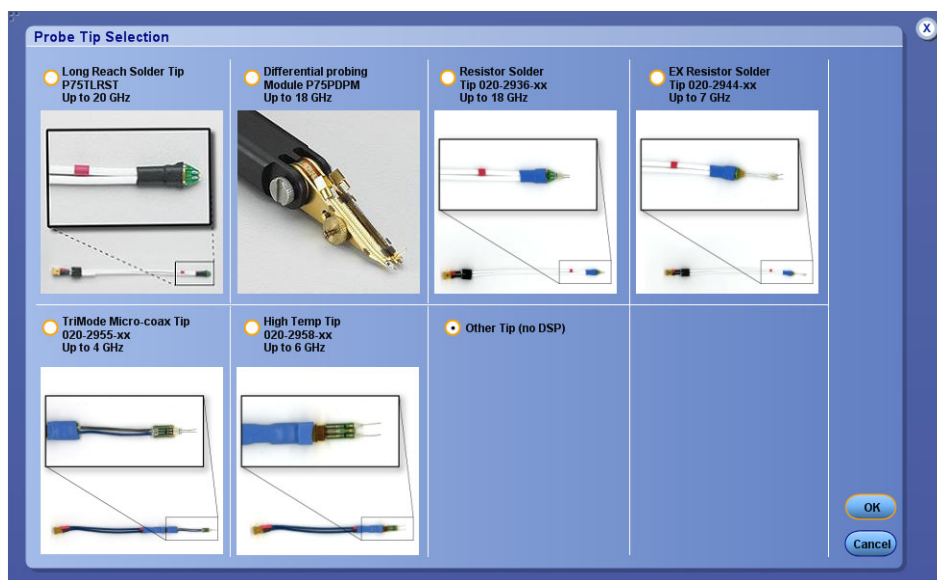 Probe Tip Selection
X
Long Reach Solder Tip
P75TLRST
Up to 20 GHz
Differential probing
Module P75PDPM
Up to 18 GHz
Resistor Solder
Tip 020-2936-xx
Up to 18 GHz
EX Resistor Solder
Tip 020-2944-xx
Up to 7 GHz
TriMode Micro-coax Tip
020-2955-xx
Up to 4 GHz
High Temp Tip
020-2958-xx
Up to 6 GHz
Other Tip (no DSP)
OK
Cancel